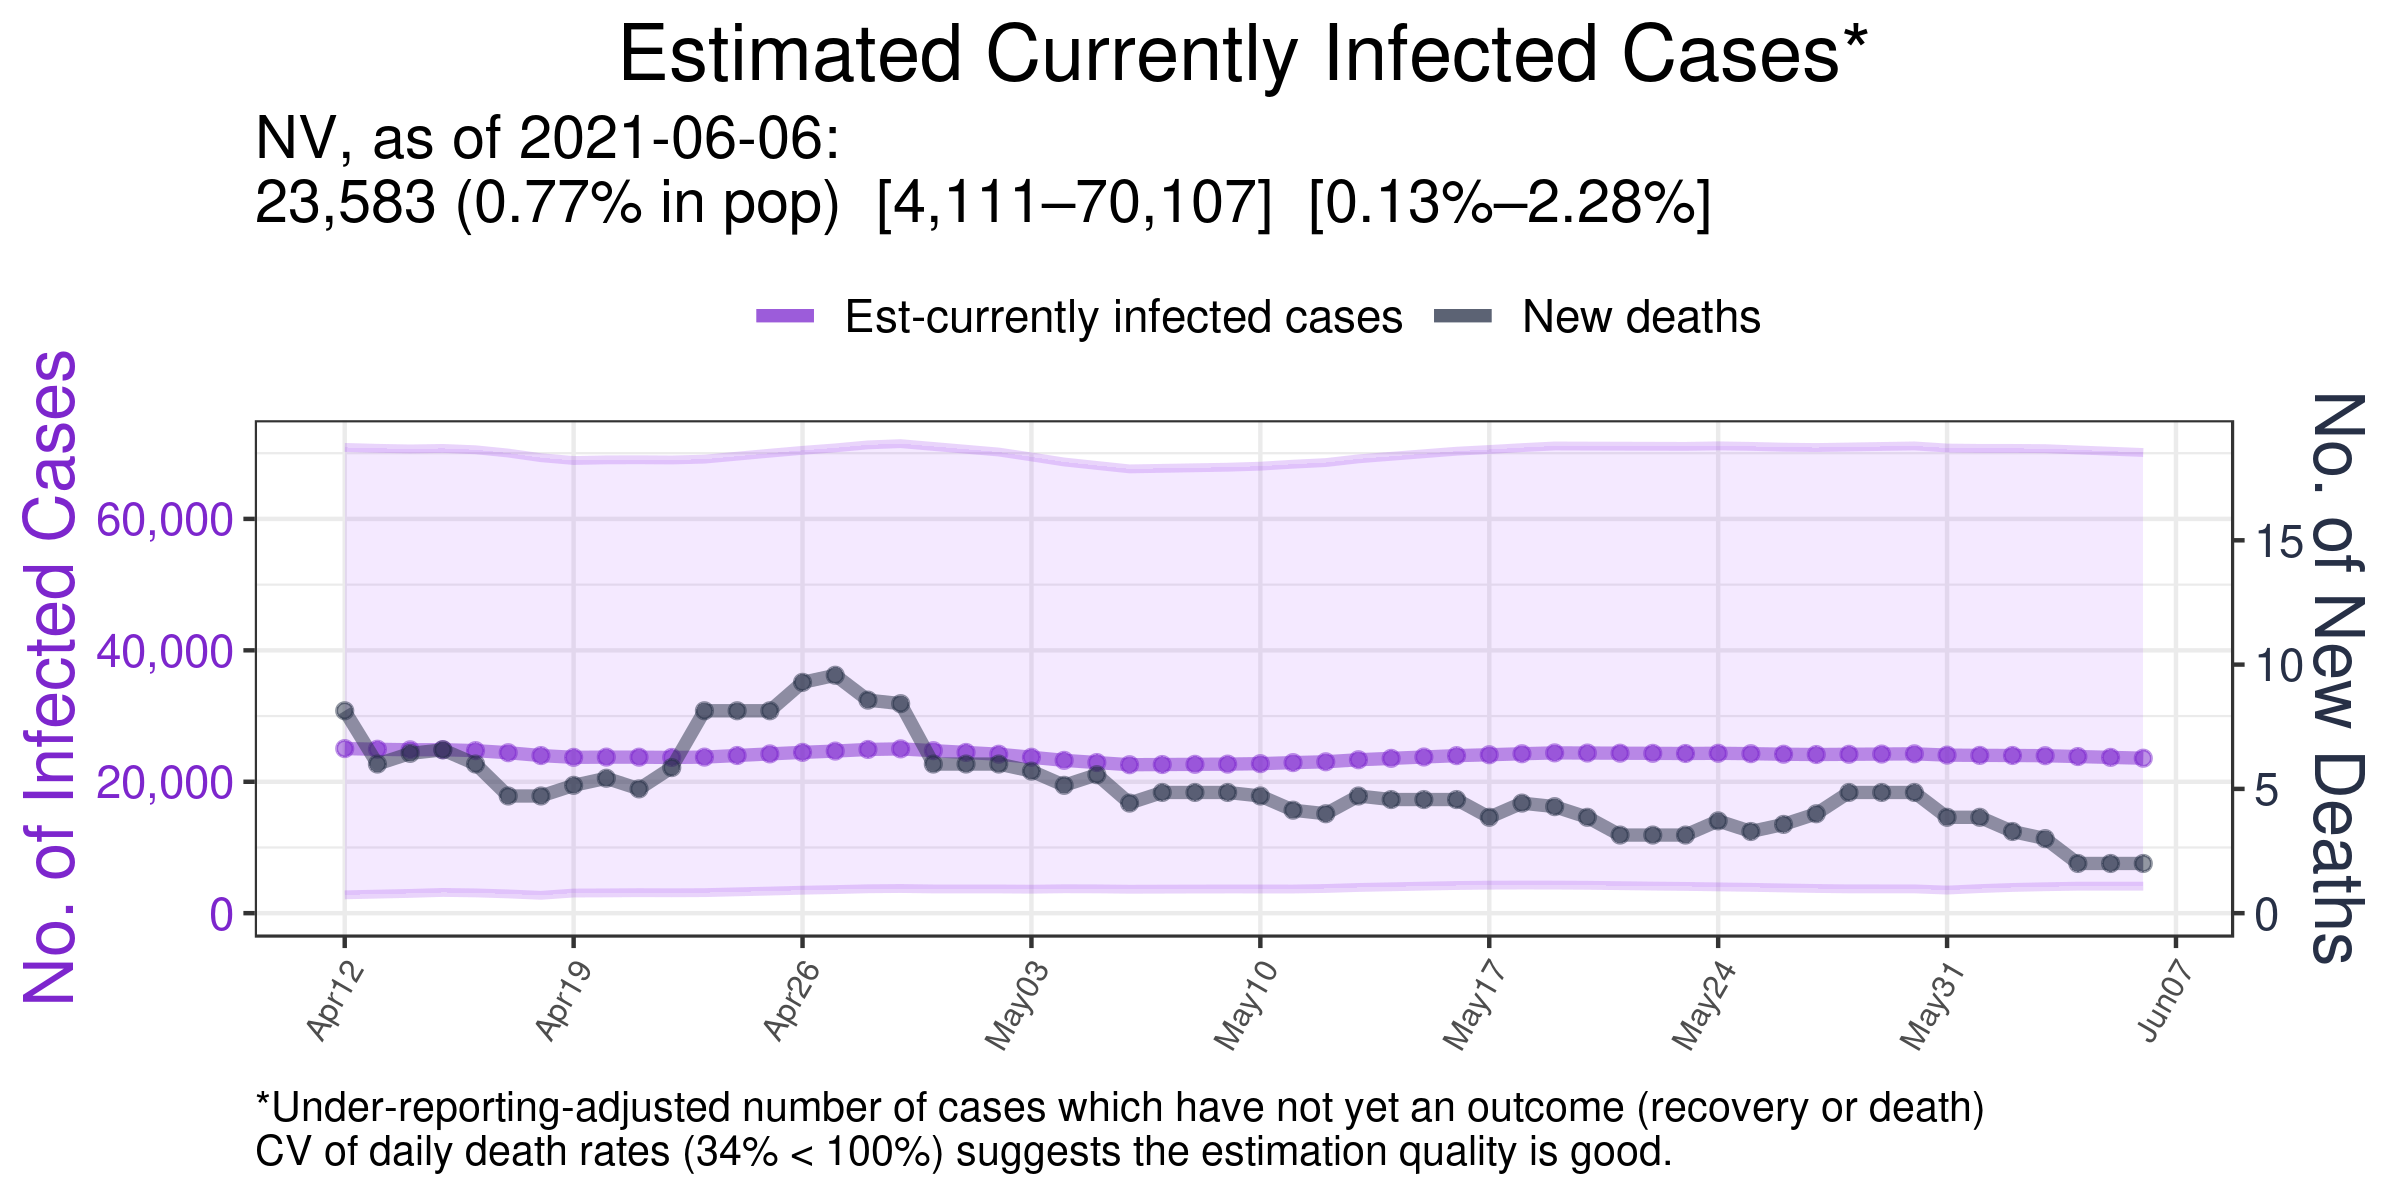 Estimated Currently Infected Cases*
NV, as of 2021-06-06:
23,583 (0.77% in pop)  [4,111–70,107]  [0.13%–2.28%]
Est-currently infected cases
New deaths
No. of Infected Cases
60,000
40,000
20,000
0
No. of New Deaths
15
10
5
0
Apr12
Apr19
Apr26
May03
May10
May17
May24
May31
Jun07
*Under-reporting-adjusted number of cases which have not yet an outcome (recovery or death)
CV of daily death rates (34% < 100%) suggests the estimation quality is good.